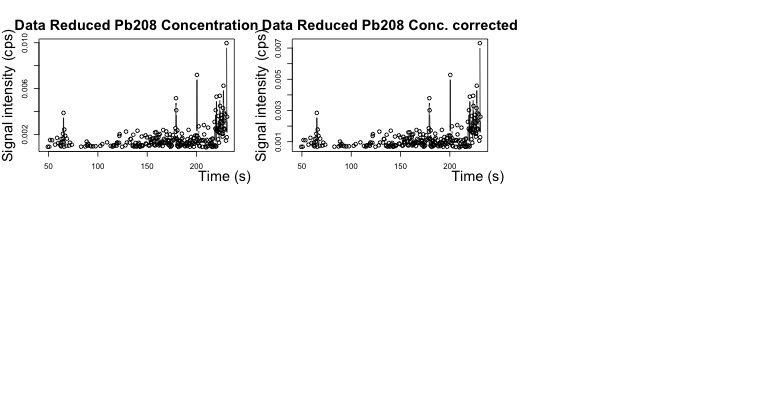 Data Reduced Pb208 Concentration
Signal intensity (cps)
0.002
0.006
0.010
50
100
150
200
Time (s)
Data Reduced Pb208 Conc. corrected
Signal intensity (cps)
0.001
0.003
0.005
0.007
50
100
150
200
Time (s)